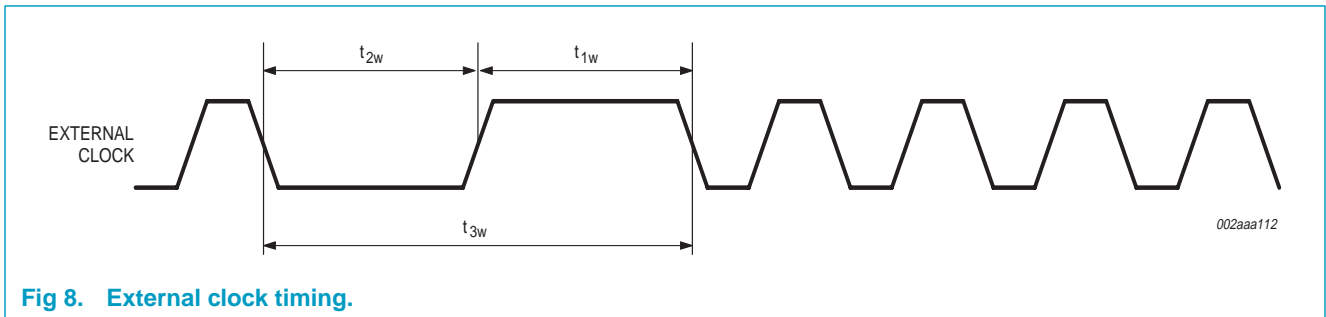 t2w
t1w
EXTERNAL
CLOCK
t3w
002aaa112
Fig 8. External clock timing.